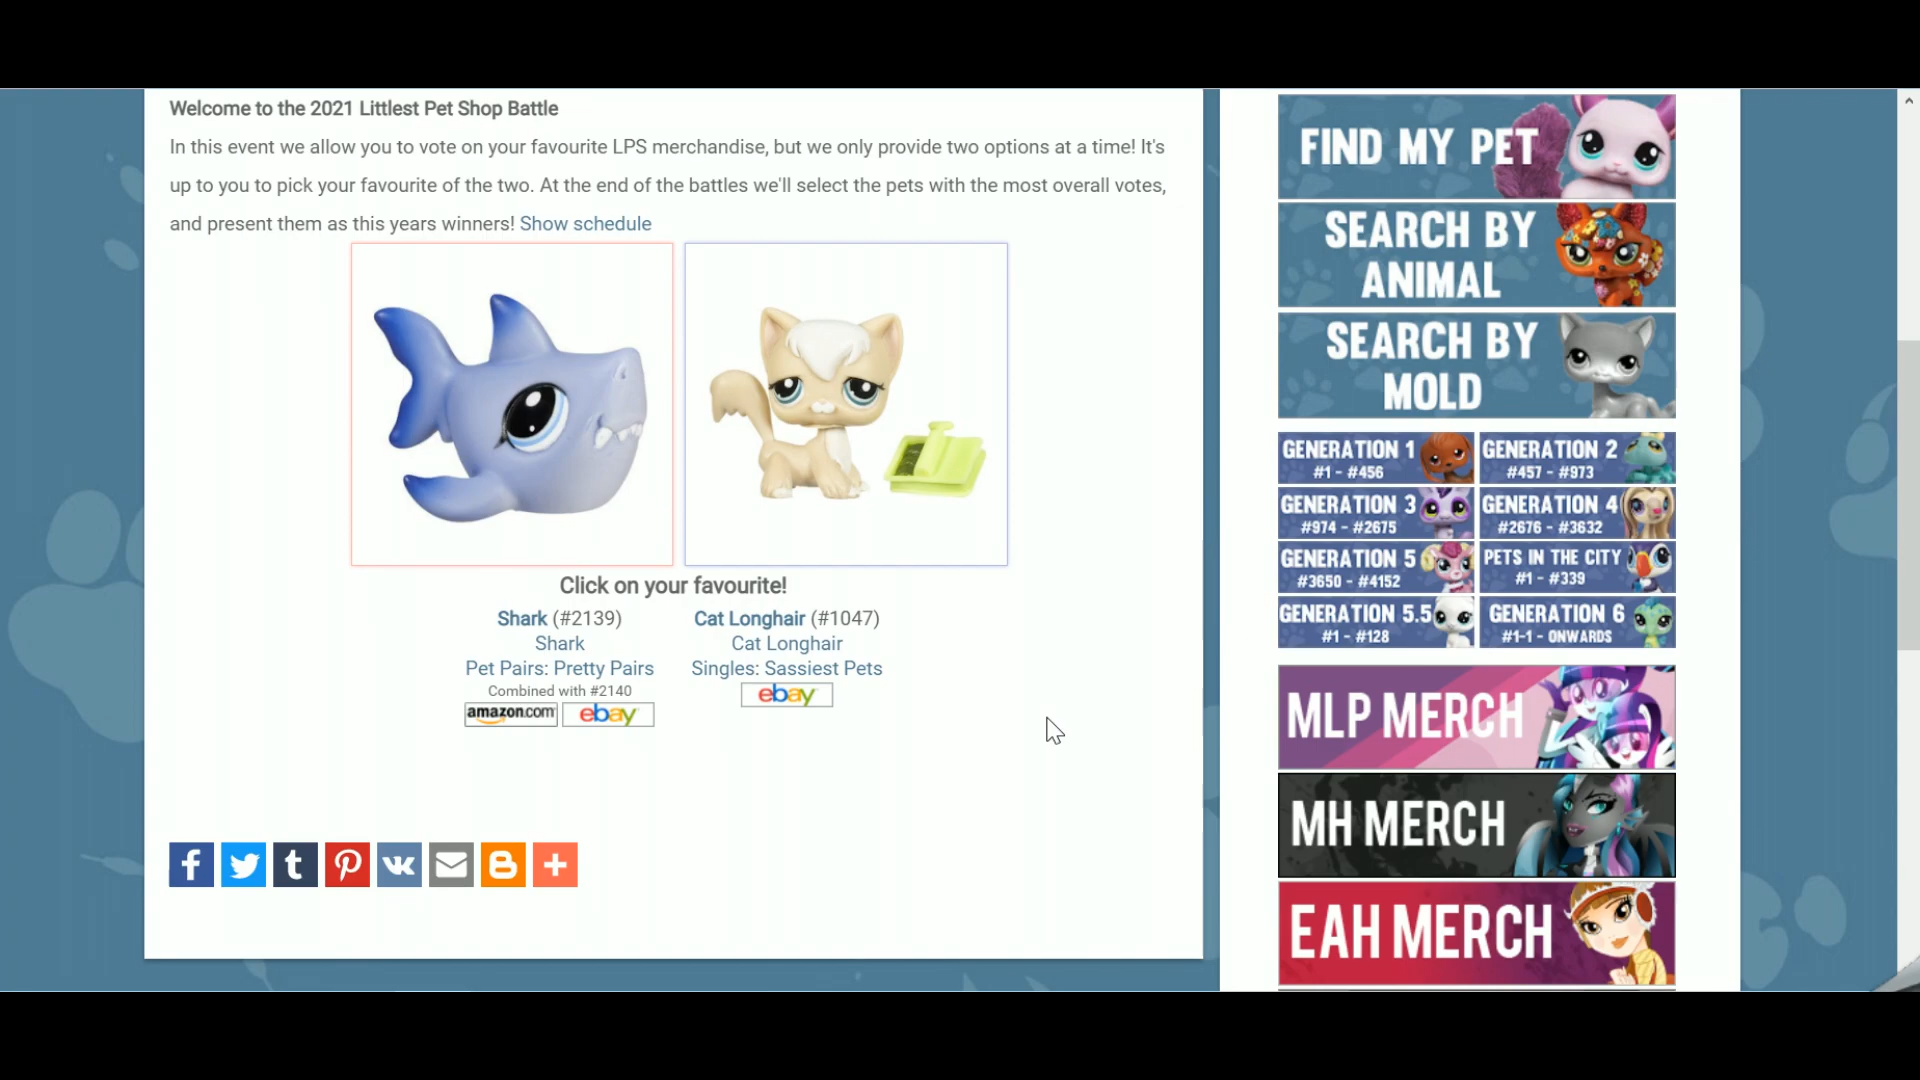 Welcome to the 2021 Littlest Pet Shop Battle
In this event we allow you to vote on your favourite LPS merchandise, but we only provide two options at a time! It's
up to you to pick your favourite of the two. At the end of the battles we'll select the pets with the most overall votes,
and present them as this years winners! Show schedule
Click on your favourite!
Shark (#2139)
Shark
Pet Pairs: Pretty Pairs
Combined with #2140
amazon.com ebay
Cat Longhair (#1047)
Cat Longhair
Singles: Sassiest Pets
ebay
FIND MY PET
SEARCH BY
ANIMAL
SEARCH BY
MOLD
GENERATION 1
#1 - #456
GENERATION 2
#457 - #973
GENERATION 3
#974 - #2675
GENERATION 4
#2676 - #3632
GENERATION 5
#3650 - #4152
PETS IN THE CITY
#1 - #339
GENERATION 5.5
#1 - #128
GENERATION 6
#1-1 - ONWARDS
MLP MERCH
MH MERCH
EAH MERCH